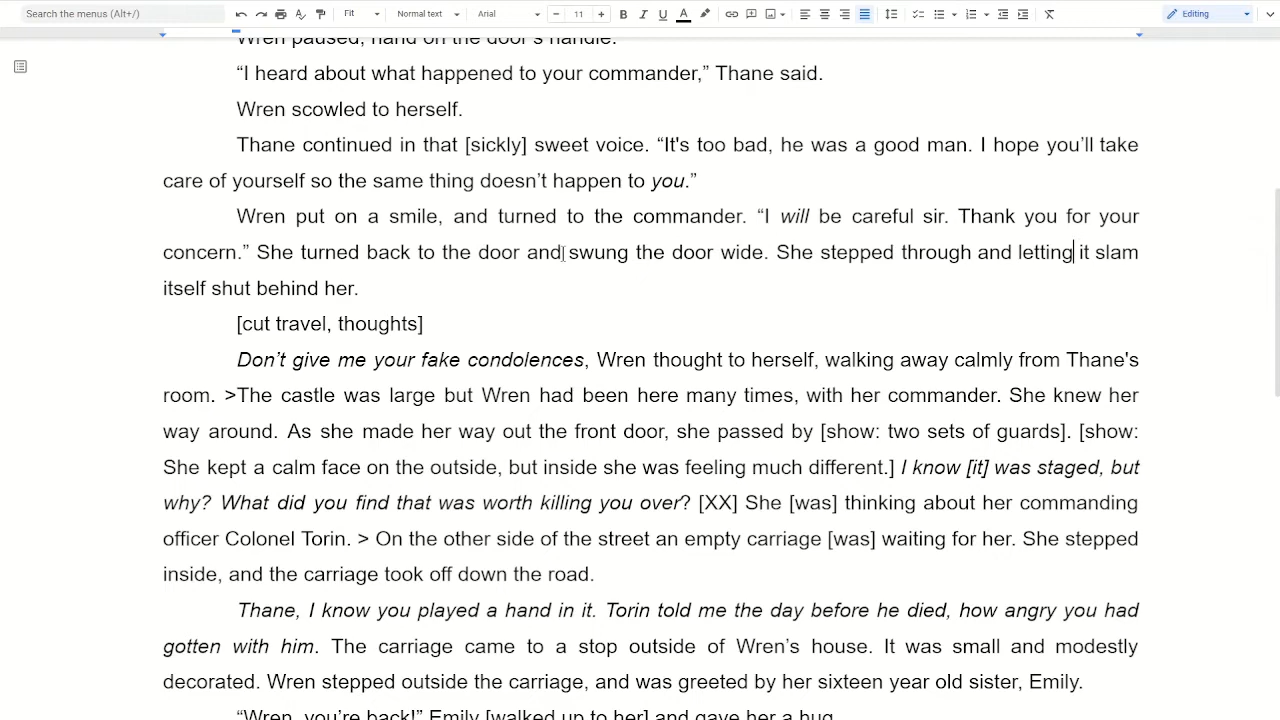 Search the menus (Alt+/)
Fit
Normal text
Arial
11
B I U A
Editing
Wren paused, hand on the door's handle.
“I heard about what happened to your commander,” Thane said.
Wren scowled to herself.
Thane continued in that [sickly] sweet voice. “It's too bad, he was a good man. I hope you’ll take
care of yourself so the same thing doesn’t happen to you.”
Wren put on a smile, and turned to the commander. “I will be careful sir. Thank you for your
concern.” She turned back to the door and swung the door wide. She stepped through and letting it slam
itself shut behind her.
[cut travel, thoughts]
Don’t give me your fake condolences, Wren thought to herself, walking away calmly from Thane's
room. >The castle was large but Wren had been here many times, with her commander. She knew her
way around. As she made her way out the front door, she passed by [show: two sets of guards]. [show:
She kept a calm face on the outside, but inside she was feeling much different.] I know [it] was staged, but
why? What did you find that was worth killing you over? [XX] She [was] thinking about her commanding
officer Colonel Torin. > On the other side of the street an empty carriage [was] waiting for her. She stepped
inside, and the carriage took off down the road.
Thane, I know you played a hand in it. Torin told me the day before he died, how angry you had
gotten with him. The carriage came to a stop outside of Wren’s house. It was small and modestly
decorated. Wren stepped outside the carriage, and was greeted by her sixteen year old sister, Emily.
“Wren, you’re back!” Emily [walked up to her] and gave her a hug.